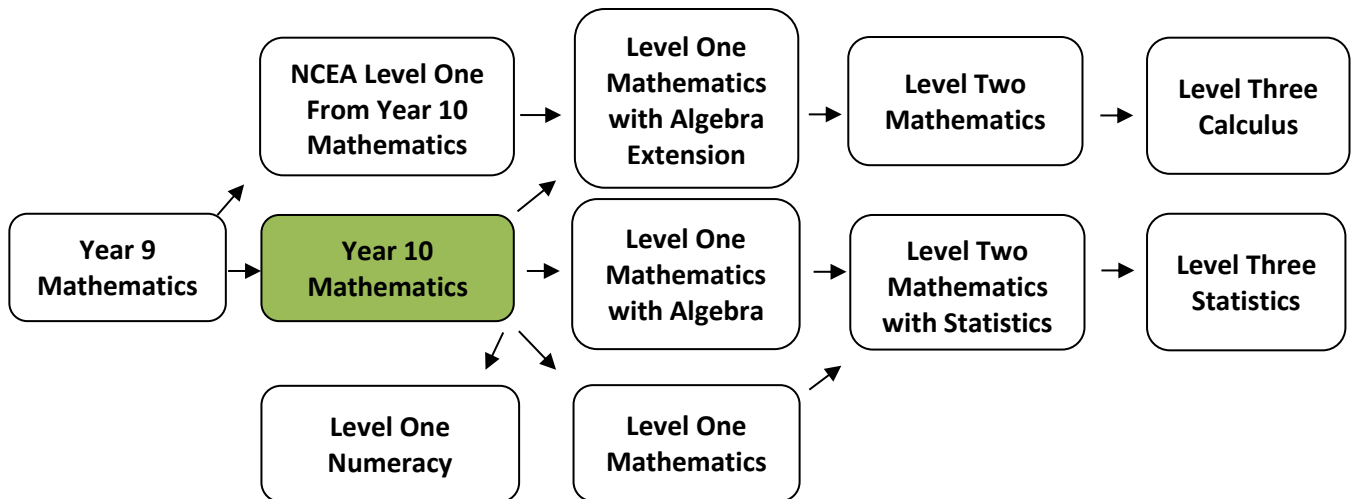 NCEA Level One
From Year 10
Mathematics
Level One
Mathematics
with Algebra
Extension
Level Two
Mathematics
Level Three
Calculus
Year 9
Mathematics
Year 10
Mathematics
Level One
Mathematics
with Algebra
Level Two
Mathematics
with Statistics
Level Three
Statistics
Level One
Numeracy
Level One
Mathematics